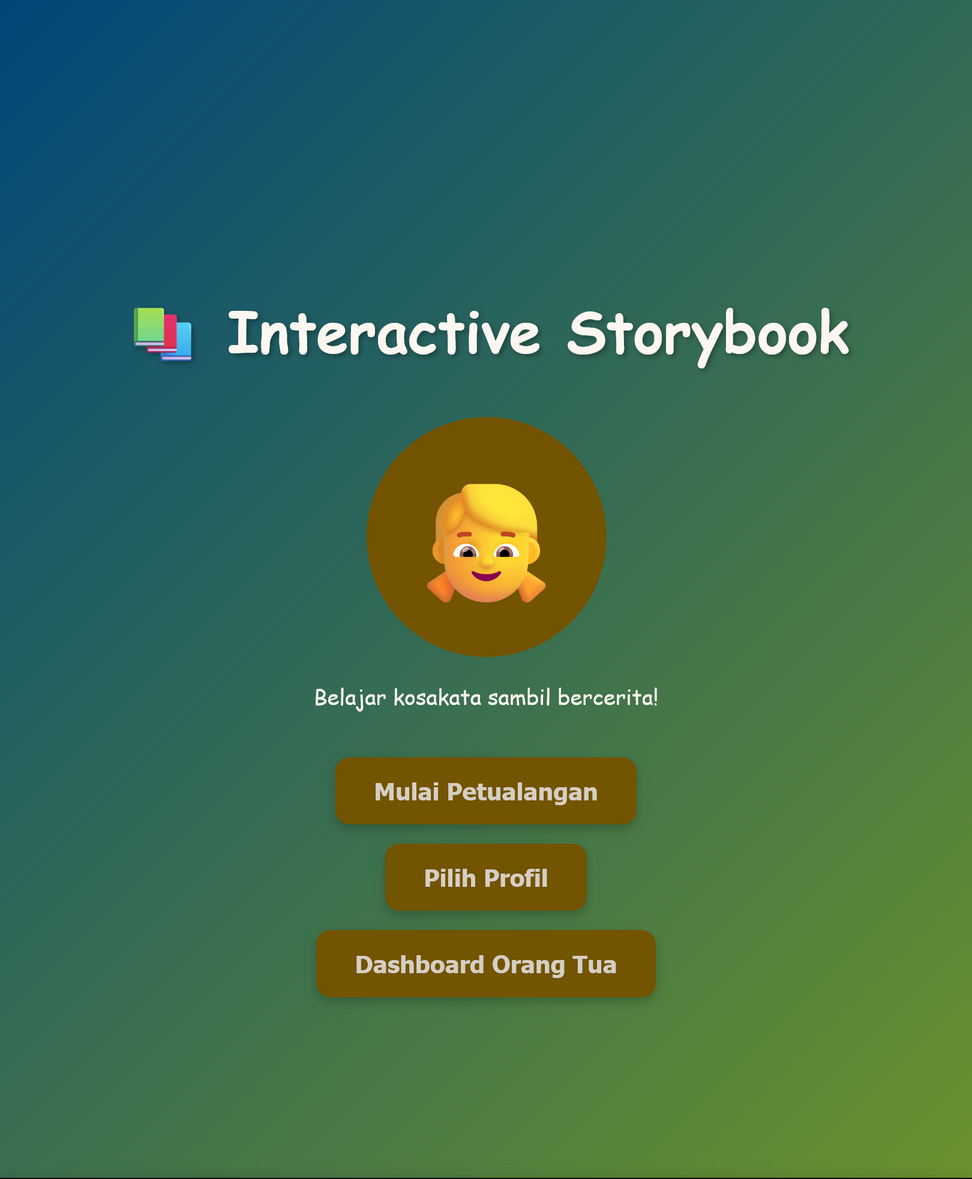 Interactive Storybook
Belajar kosakata sambil bercerita!
Mulai Petualangan
Pilih Profil
Dashboard Orang Tua